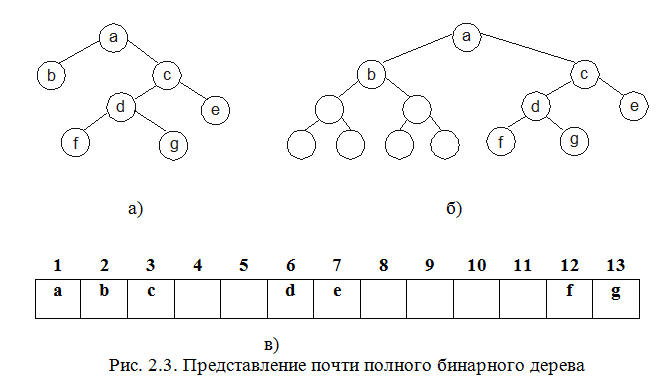 a
a
b
c
b
c
d
e
d
e
f
g
f
g
а)
б)
1 2 3 4 5 6 7 8 9 10 11 12 13
a b c d e f g
в)
Рис. 2.3. Представление почти полного бинарного дерева